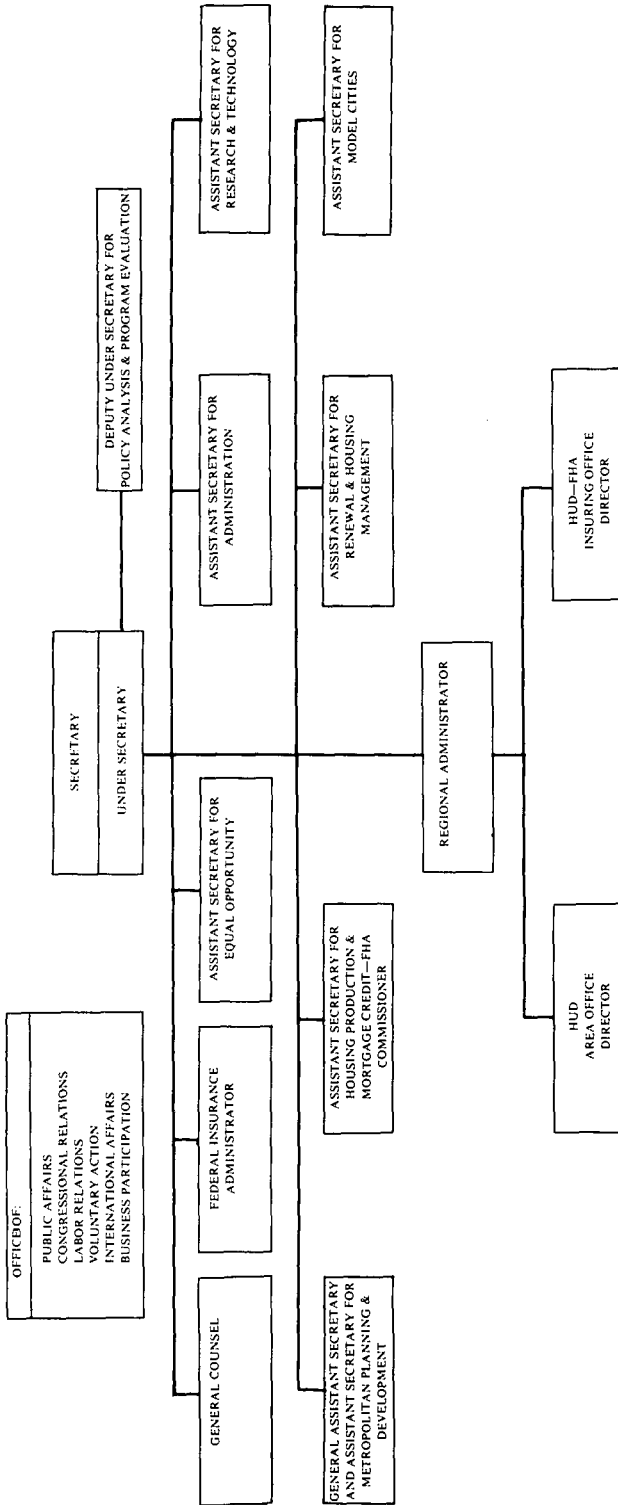 OFFICEOF:
PUBLIC AFFAIRS
CONGRESSIONAL RELATIONS
LABOR RELATIONS
VOLUNTARY ACTION
INTERNATIONAL AFFAIRS
BUSINESS PARTICIPATION
SECRETARY
UNDER SECRETARY
DEPUTY UNDER SECRETARY FOR
POLICY ANALYSIS & PROGRAM EVALUATION
GENERAL COUNSEL
FEDERAL INSURANCE
ADMINISTRATOR
ASSISTANT SECRETARY FOR
EQUAL OPPORTUNITY
ASSISTANT SECRETARY FOR
ADMINISTRATION
ASSISTANT SECRETARY FOR
RESEARCH & TECHNOLOGY
GENERAL ASSISTANT SECRETARY
AND ASSISTANT SECRETARY FOR
METROPOLITAN PLANNING &
DEVELOPMENT
ASSISTANT SECRETARY FOR
HOUSING PRODUCTION &
MORTGAGE CREDIT—FHA
COMMISSIONER
ASSISTANT SECRETARY FOR
RENEWAL & HOUSING
MANAGEMENT
ASSISTANT SECRETARY FOR
MODEL CITIES
REGIONAL ADMINISTRATOR
HUD
AREA OFFICE
DIRECTOR
HUD—FHA
INSURING OFFICE
DIRECTOR